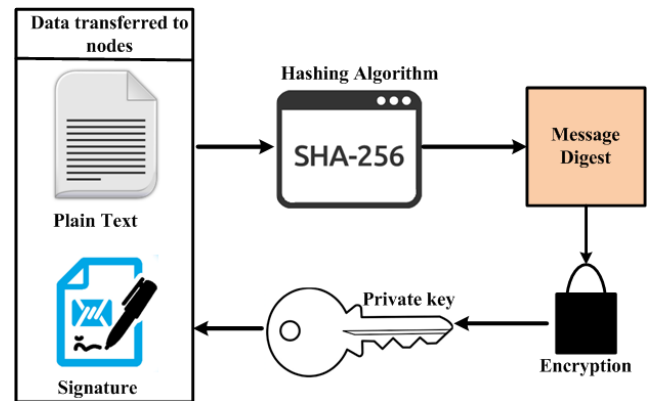 Data transferred to
nodes
Hashing Algorithm
SHA-256
Message
Digest
Plain Text
Private key
Encryption
Signature